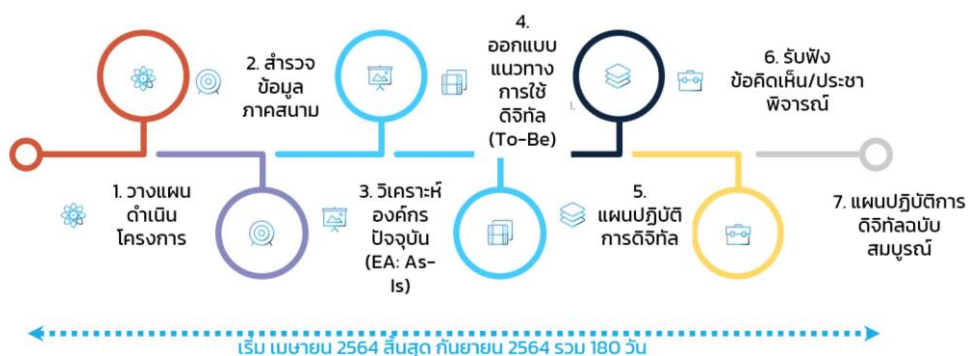 1. วางแผน
ดำเนิน
โครงการ
2. สำรวจ
ข้อมูล
ภาคสนาม
3. วิเคราะห์
องค์กร
ปัจจุบัน
(EA: As-
Is)
4.
ออกแบบ
แนวทาง
การใช้
ดิจิทัล
(To-Be)
5.
แผนปฏิบัติ
การดิจิทัล
6. รับฟัง
ข้อคิดเห็น/ประชา
พิจารณ์
7. แผนปฏิบัติการ
ดิจิทัลฉบับ
สมบูรณ์
เริ่ม เมษายน 2564 สิ้นสุด กันยายน 2564 รวม 180 วัน